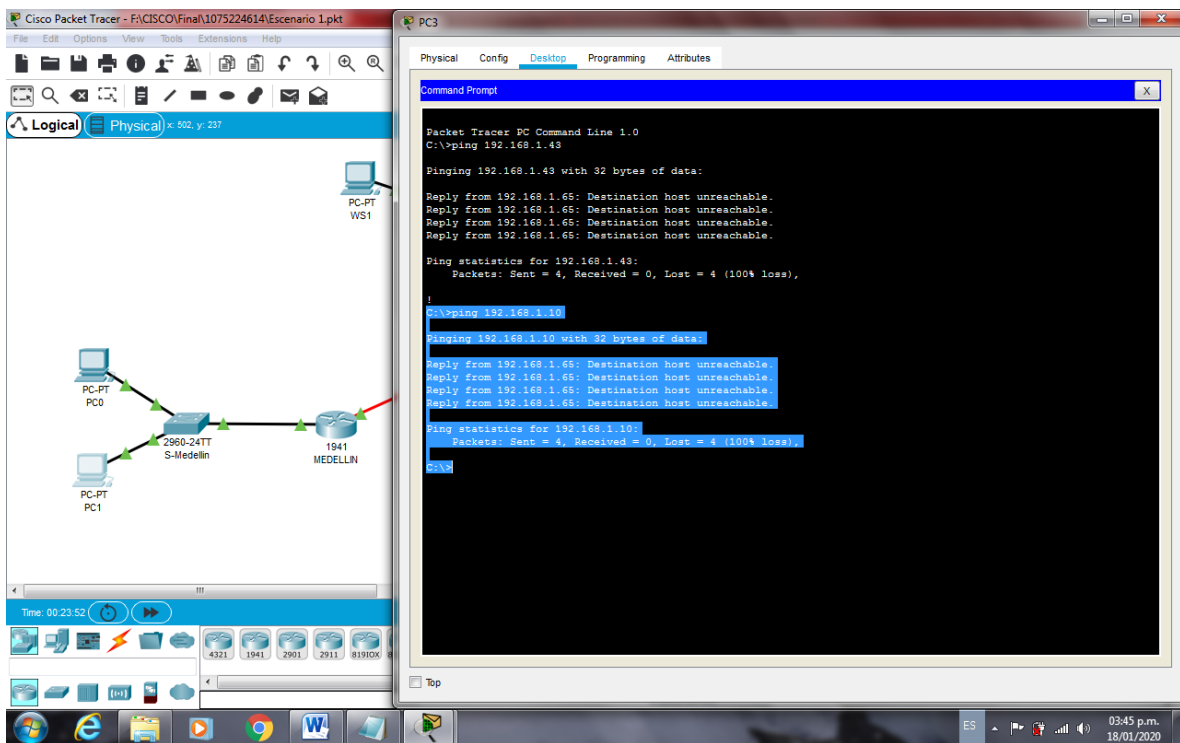 Cisco Packet Tracer - F:\CISCO\Final\1075224614\Escenario 1.pkt
File Edit Options View Tools Extensions Help
Logical Physical x: 502, y: 237
PC-PT
WS1
PC-PT
PC0
2960-24TT
S-Medellin
1941
MEDELLIN
PC-PT
PC1
Time: 00:23:52
4321 1941 2901 2911 819IOX
PC3
Physical Config Desktop Programming Attributes
Command Prompt
X
Packet Tracer PC Command Line 1.0
C:\>ping 192.168.1.43
Pinging 192.168.1.43 with 32 bytes of data:
Reply from 192.168.1.65: Destination host unreachable.
Reply from 192.168.1.65: Destination host unreachable.
Reply from 192.168.1.65: Destination host unreachable.
Reply from 192.168.1.65: Destination host unreachable.
Ping statistics for 192.168.1.43:
Packets: Sent = 4, Received = 0, Lost = 4 (100% loss),
!
C:\>ping 192.168.1.10
Pinging 192.168.1.10 with 32 bytes of data:
Reply from 192.168.1.65: Destination host unreachable.
Reply from 192.168.1.65: Destination host unreachable.
Reply from 192.168.1.65: Destination host unreachable.
Reply from 192.168.1.65: Destination host unreachable.
Ping statistics for 192.168.1.10:
Packets: Sent = 4, Received = 0, Lost = 4 (100% loss),
C:\>
Top
ES
03:45 p.m.
18/01/2020